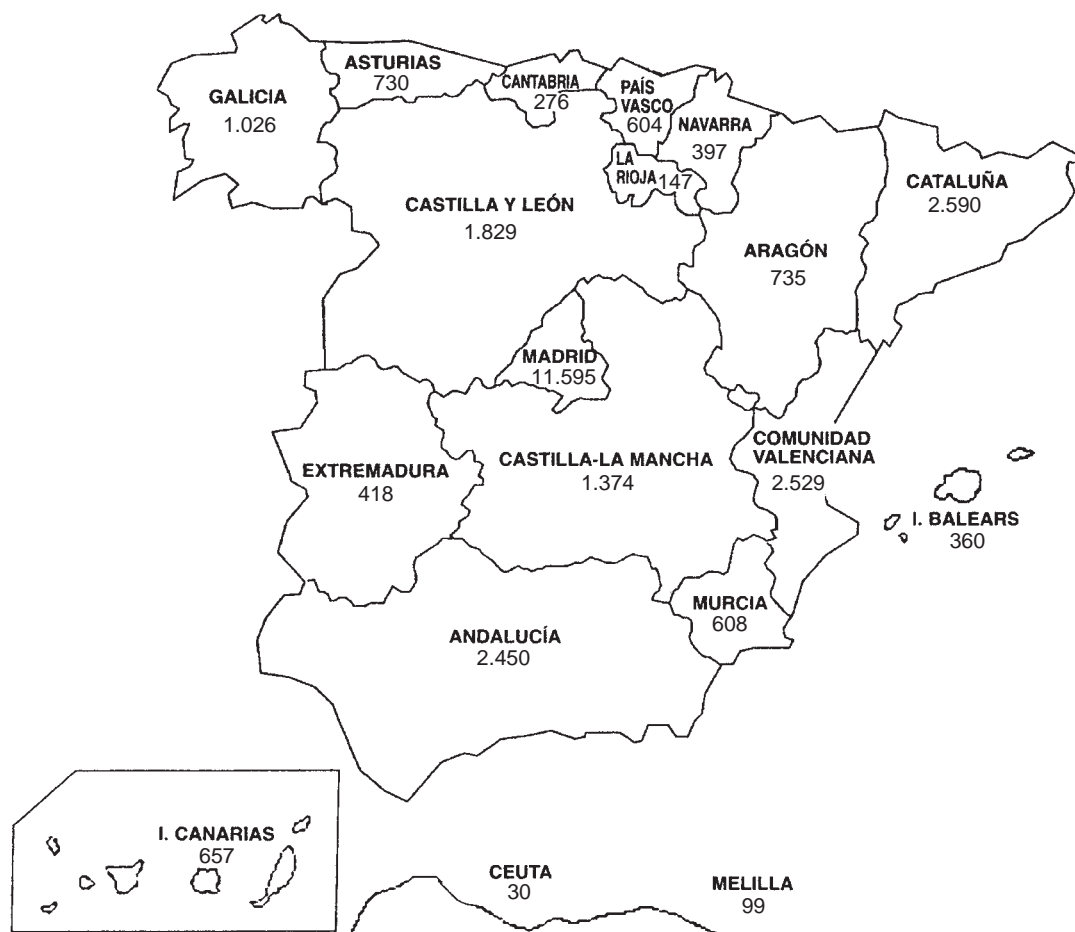 ASTURIAS
730
CANTABRIA
276
PAÍS
VASCO
604
GALICIA
1.026
NAVARRA
397
LA
RIOJA 147
CATALUÑA
2.590
CASTILLA Y LEÓN
1.829
ARAGÓN
735
MADRID
11.595
COMUNIDAD
VALENCIANA
2.529
EXTREMADURA
418
CASTILLA-LA MANCHA
1.374
I. BALEARS
360
MURCIA
608
ANDALUCÍA
2.450
I. CANARIAS
657
CEUTA
30
MELILLA
99